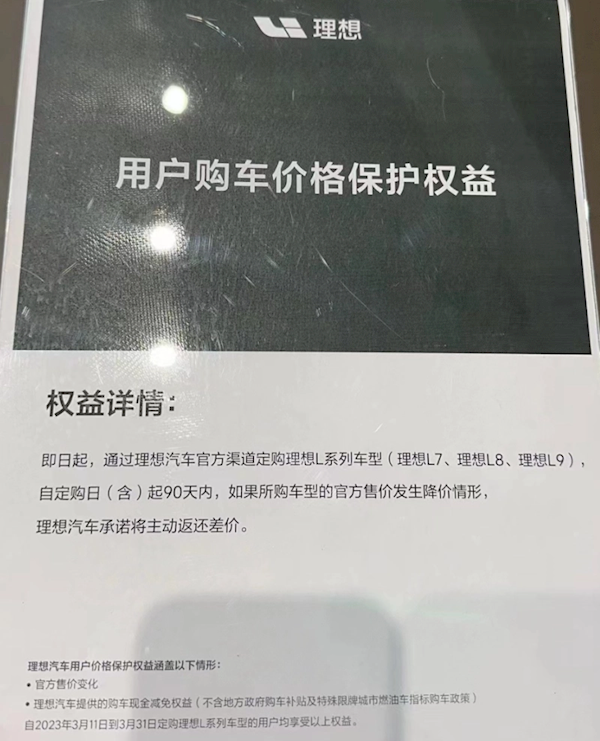 理想
用户购车价格保护权益
权益详情：
即日起，通过理想汽车官方渠道定购理想L系列车型（理想L7、理想L8、理想L9），
自定购日（含）起90天内，如果所购车型的官方售价发生降价情形，
理想汽车承诺将主动返还差价。
理想汽车用户价格保护权益涵盖以下情形：
• 官方售价变化
• 理想汽车提供的购车现金减免权益（不含地方政府购车补贴及特殊限牌城市燃油车指标购车政策）
自2023年3月11日到3月31日定购理想L系列车型的用户均享受以上权益。